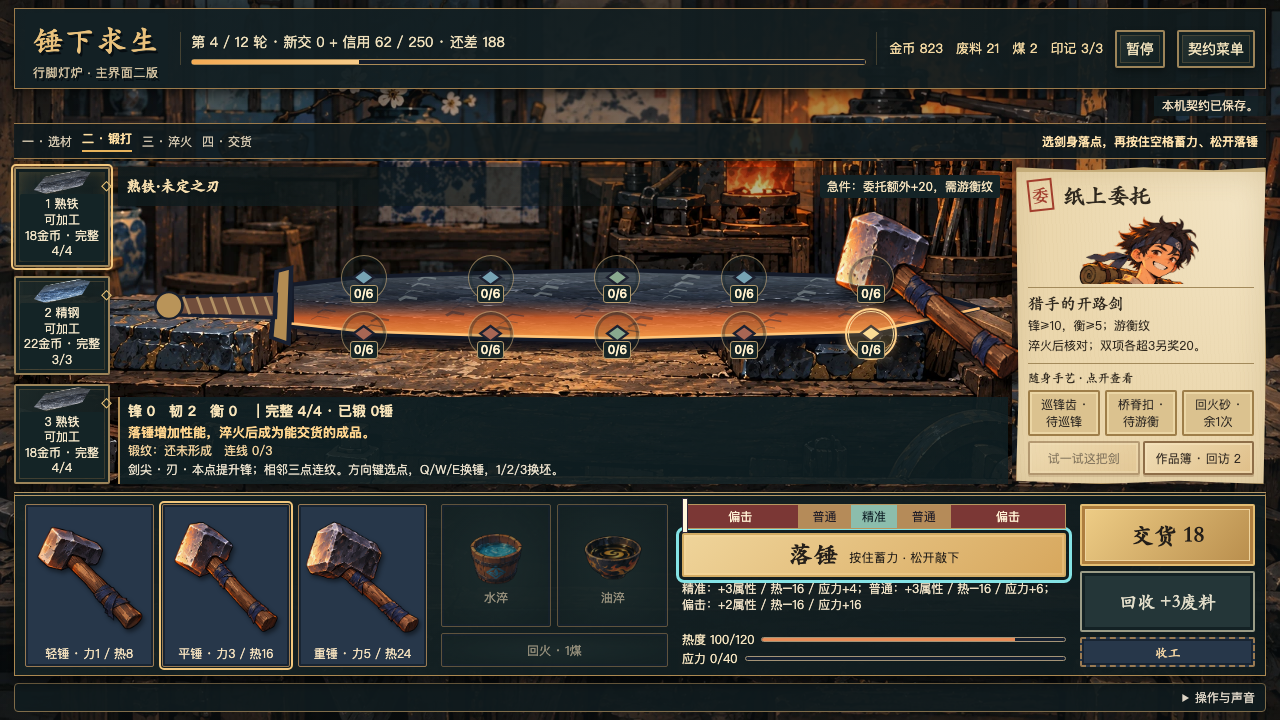 锤下求生
行脚灯炉 · 主界面二版
第 4 / 12 轮 · 新交 0 + 信用 62 / 250 · 还差 188
金币 823 废料 21 煤 2 印记 3/3
暂停
契约菜单
本机契约已保存。
一 · 选材 二 · 锻打 三 · 淬火 四 · 交货
选剑身落点，再按住空格蓄力、松开落锤
1 熟铁
可加工
18金币 · 完整
4/4
2 精钢
可加工
22金币 · 完整
3/3
3 熟铁
可加工
18金币 · 完整
4/4
熟铁·未定之刃
急件：委托额外+20，需游衡纹
0/6 0/6 0/6 0/6 0/6
0/6 0/6 0/6 0/6 0/6
锋 0 韧 2 衡 0 ｜完整 4/4 · 已锻 0锤
落锤增加性能，淬火后成为能交货的成品。
锻纹：还未形成 连线 0/3
剑尖 · 刃 · 本点提升锋；相邻三点连纹。方向键选点，Q/W/E换锤，1/2/3换坯。
委 纸上委托
猎手的开路剑
锋≥10，衡≥5；游衡纹
淬火后核对；双项各超3另奖20。
随身手艺 · 点开查看
巡锋齿 ·
待巡锋
桥脊扣 ·
待游衡
回火砂 ·
余1次
试一试这把剑
作品簿 · 回访 2
轻锤 · 力1 / 热8
平锤 · 力3 / 热16
重锤 · 力5 / 热24
水淬
油淬
回火 · 1煤
偏击 普通 精准 普通 偏击
落锤 按住蓄力 · 松开敲下
精准：+3属性 / 热−16 / 应力+4；普通：+3属性 / 热−16 / 应力+6；
偏击：+2属性 / 热−16 / 应力+16
热度 100/120
应力 0/40
交货 18
回收 +3废料
收工
▶ 操作与声音